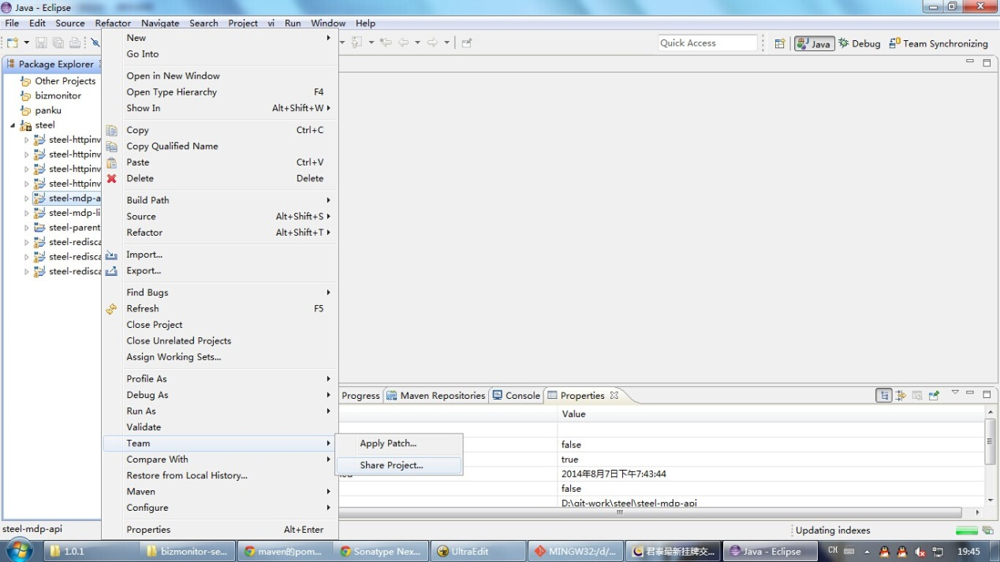 Java - Eclipse
File Edit Source Refactor Navigate Search Project vi Run Window Help
Quick Access
Java Debug Team Synchronizing
Package Explorer
Other Projects
bizmonitor
panku
steel
steel-httpinv
steel-httpinv
steel-httpinv
steel-httpinv
steel-mdp-a
steel-mdp-li
steel-parent
steel-redisca
steel-redisca
steel-redisca
New
Go Into
Open in New Window
Open Type Hierarchy F4
Show In Alt+Shift+W
Copy Ctrl+C
Copy Qualified Name
Paste Ctrl+V
Delete Delete
Build Path
Source Alt+Shift+S
Refactor Alt+Shift+T
Import...
Export...
Find Bugs
Refresh F5
Close Project
Close Unrelated Projects
Assign Working Sets...
Profile As
Debug As
Run As
Validate
Team
Compare With
Restore from Local History...
Maven
Configure
Properties Alt+Enter
Apply Patch...
Share Project...
Progress Maven Repositories Console Properties
Value
false
true
2014年8月7日下午7:43:44
false
D:\git-work\steel\steel-mdp-api
steel-mdp-api
Updating indexes
1.0.1 bizmonitor-se... maven的pom... Sonatype Nex... UltraEdit MINGW32:/d/... 君泰最新挂牌交... Java - Eclipse CH 19:45